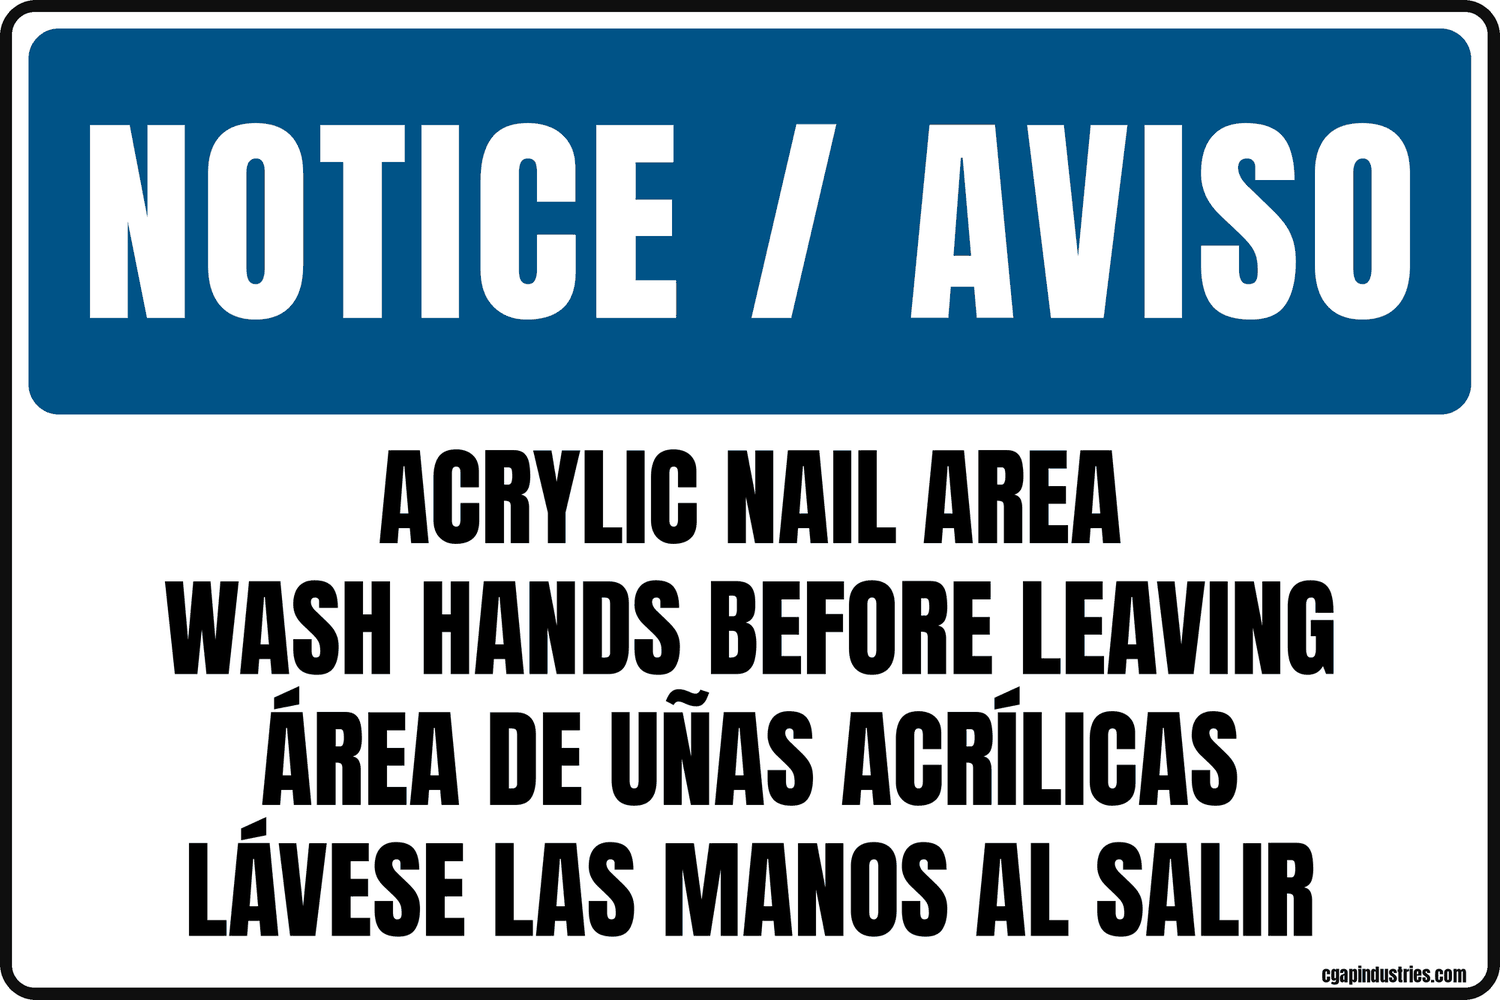 NOTICE / AVISO
ACRYLIC NAIL AREA
WASH HANDS BEFORE LEAVING
ÁREA DE UÑAS ACRÍLICAS
LÁVESE LAS MANOS AL SALIR
cgapindustries.com